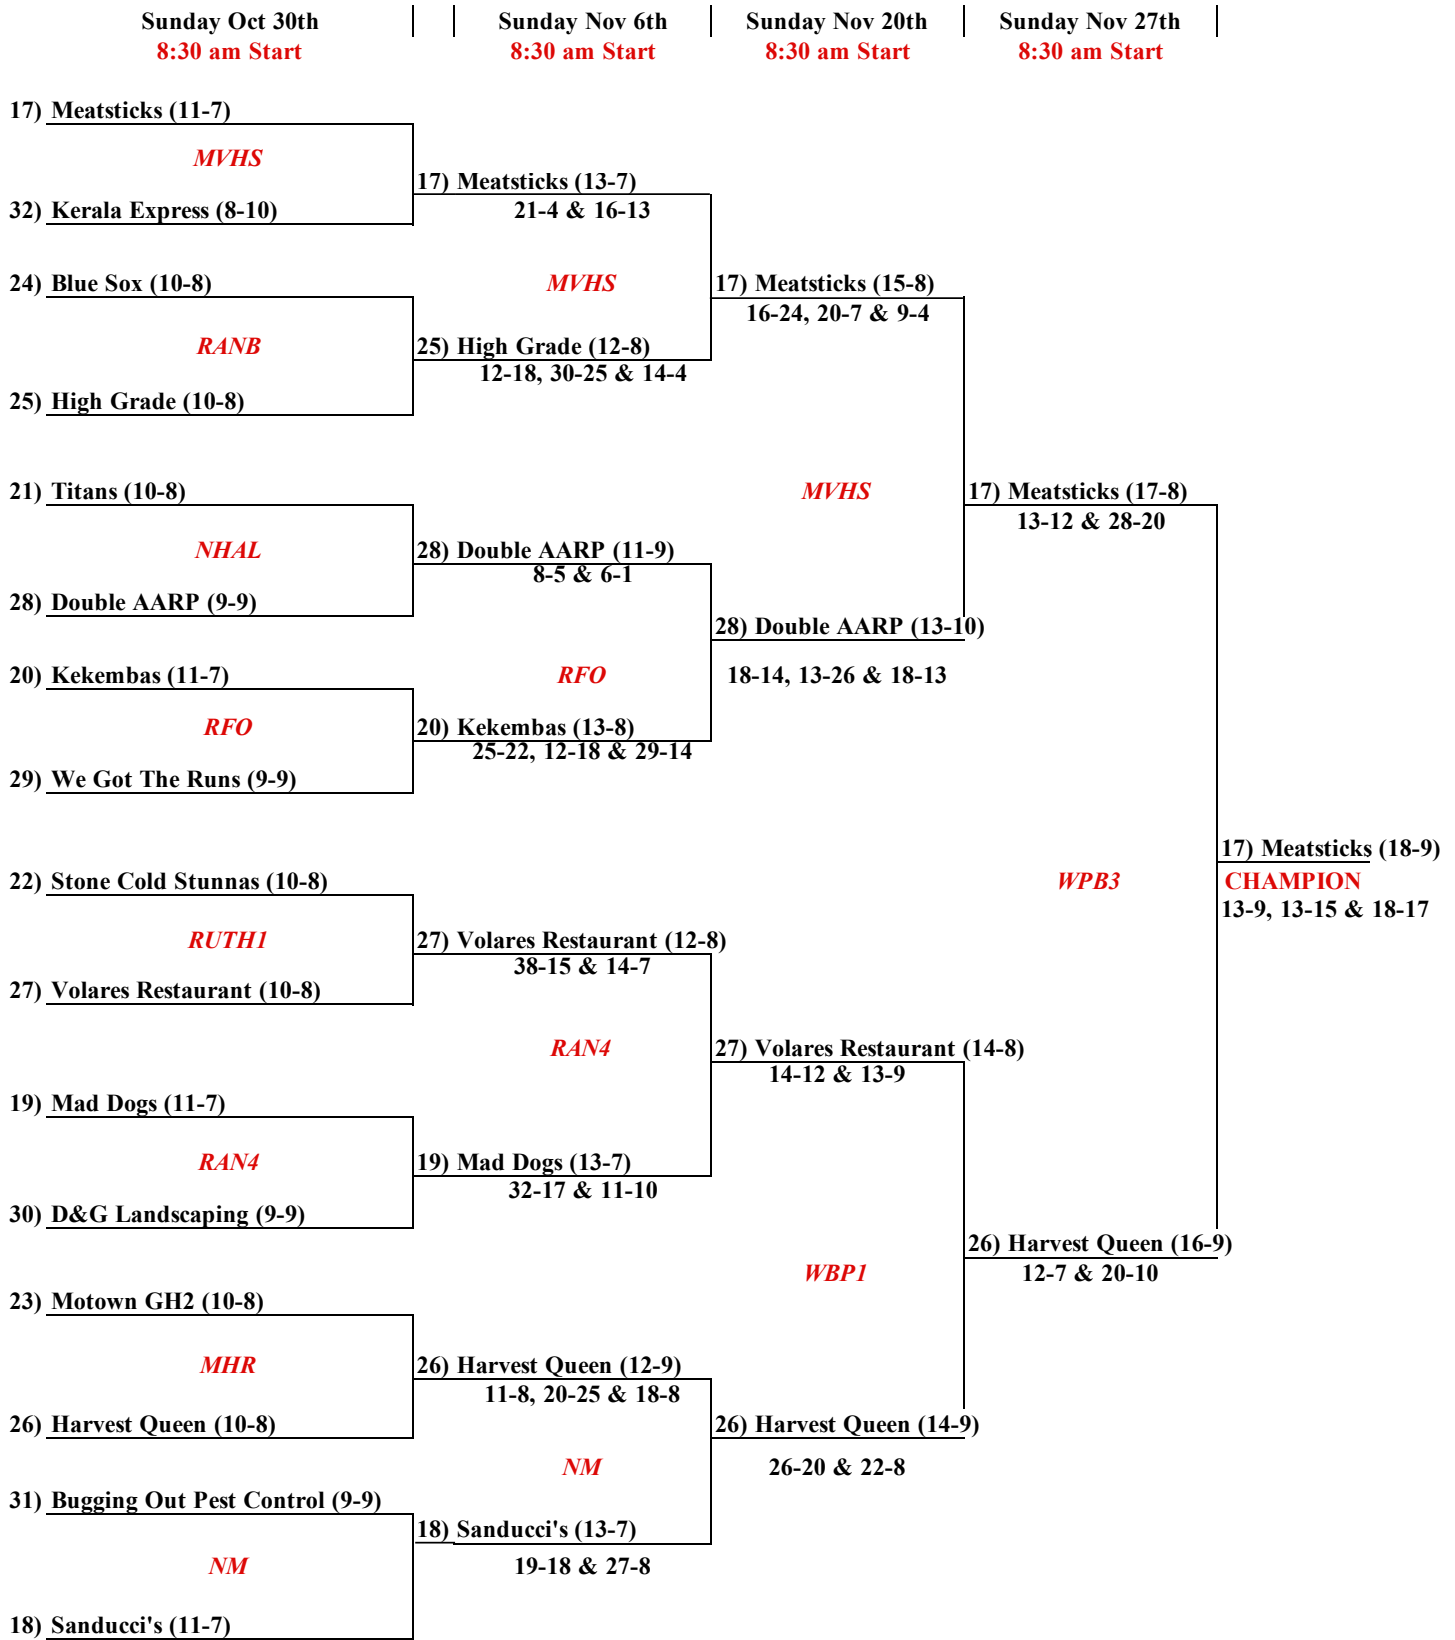 Sunday Oct 30th
8:30 am Start
Sunday Nov 6th
8:30 am Start
Sunday Nov 20th
8:30 am Start
Sunday Nov 27th
8:30 am Start
17) Meatsticks (11-7)
MVHS
32) Kerala Express (8-10)
24) Blue Sox (10-8)
RANB
25) High Grade (10-8)
21) Titans (10-8)
NHAL
28) Double AARP (9-9)
20) Kekembas (11-7)
RFO
29) We Got The Runs (9-9)
22) Stone Cold Stunnas (10-8)
RUTH1
27) Volares Restaurant (10-8)
19) Mad Dogs (11-7)
RAN4
30) D&G Landscaping (9-9)
23) Motown GH2 (10-8)
MHR
26) Harvest Queen (10-8)
31) Bugging Out Pest Control (9-9)
NM
18) Sanducci's (11-7)
17) Meatsticks (13-7)
21-4 & 16-13
MVHS
25) High Grade (12-8)
12-18, 30-25 & 14-4
28) Double AARP (11-9)
8-5 & 6-1
RFO
20) Kekembas (13-8)
25-22, 12-18 & 29-14
27) Volares Restaurant (12-8)
38-15 & 14-7
RAN4
19) Mad Dogs (13-7)
32-17 & 11-10
26) Harvest Queen (12-9)
11-8, 20-25 & 18-8
NM
18) Sanducci's (13-7)
19-18 & 27-8
17) Meatsticks (15-8)
16-24, 20-7 & 9-4
MVHS
28) Double AARP (13-10)
18-14, 13-26 & 18-13
27) Volares Restaurant (14-8)
14-12 & 13-9
WBP1
26) Harvest Queen (14-9)
26-20 & 22-8
17) Meatsticks (17-8)
13-12 & 28-20
WPB3
26) Harvest Queen (16-9)
12-7 & 20-10
17) Meatsticks (18-9)
CHAMPION
13-9, 13-15 & 18-17